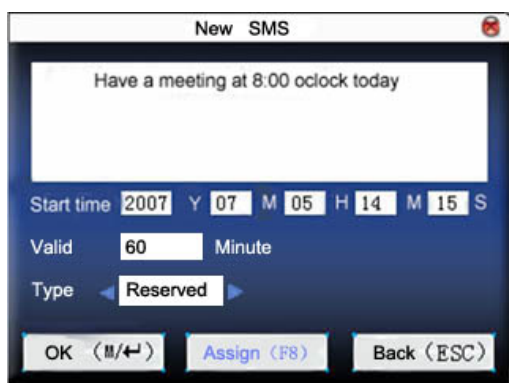 New SMS
Have a meeting at 8:00 oclock today
Start time 2007 Y 07 M 05 H 14 M 15 S
Valid 60 Minute
Type Reserved
OK (M/↵) Assign (F8) Back (ESC)